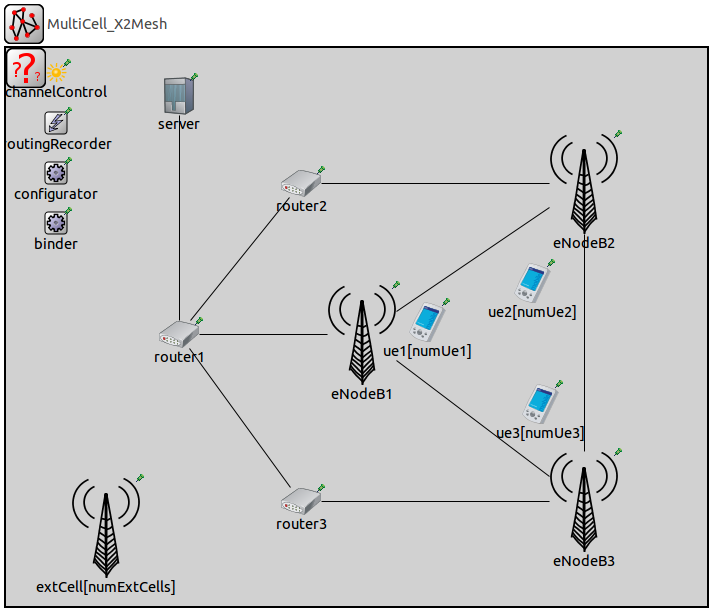 MultiCell_X2Mesh
channelControl
server
outingRecorder
configurator
binder
router2
eNodeB2
ue2[numUe2]
router1
ue1[numUe1]
eNodeB1
ue3[numUe3]
router3
eNodeB3
extCell[numExtCells]